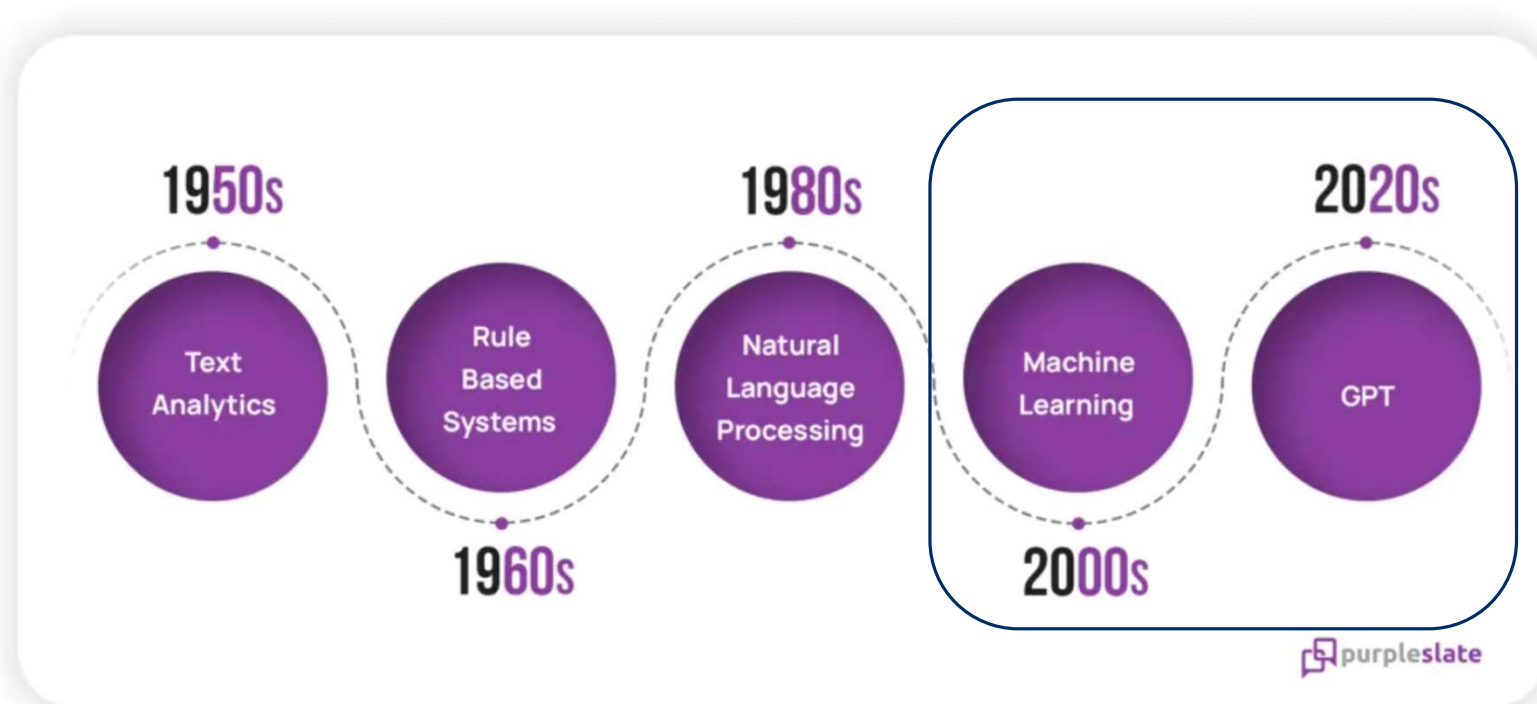 1950s
Text
Analytics
Rule
Based
Systems
1960s
1980s
Natural
Language
Processing
Machine
Learning
2000s
2020s
GPT
purpleslate